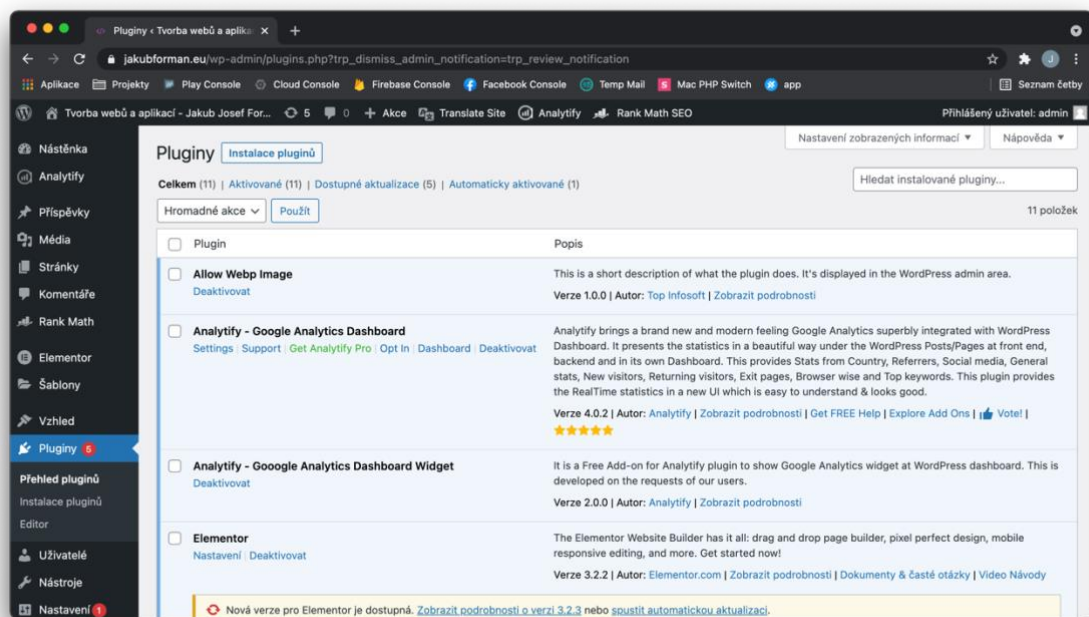 Pluginy < Tvorba webů a aplika
jakubforman.eu/wp-admin/plugins.php?trp_dismiss_admin_notification=trp_review_notification
J
Aplikace Projekty Play Console Cloud Console Firebase Console Facebook Console Temp Mail Mac PHP Switch app Seznam četby
Tvorba webů a aplikací - Jakub Josef For... 5 0 + Akce Translate Site Analytify Rank Math SEO Přihlášený uživatel: admin
Nástěnka
Analytify
Příspěvky
Média
Stránky
Komentáře
Rank Math
Elementor
Šablony
Vzhled
Pluginy 5
Přehled pluginů
Instalace pluginů
Editor
Uživatelé
Nástroje
Nastavení 1
Nastavení zobrazených informací Nápověda
Pluginy Instalace pluginů
Celkem (11) | Aktivované (11) | Dostupné aktualizace (5) | Automaticky aktivované (1)
Hledat instalované pluginy...
Hromadné akce Použít
11 položek
Plugin Popis
Allow Webp Image
Deaktivovat
This is a short description of what the plugin does. It's displayed in the WordPress admin area.
Verze 1.0.0 | Autor: Top Infosoft | Zobrazit podrobnosti
Analytify - Google Analytics Dashboard
Settings | Support | Get Analytify Pro | Opt In | Dashboard | Deaktivovat
Analytify brings a brand new and modern feeling Google Analytics superbly integrated with WordPress
Dashboard. It presents the statistics in a beautiful way under the WordPress Posts/Pages at front end,
backend and in its own Dashboard. This provides Stats from Country, Referrers, Social media, General
stats, New visitors, Returning visitors, Exit pages, Browser wise and Top keywords. This plugin provides
the RealTime statistics in a new UI which is easy to understand & looks good.
Verze 4.0.2 | Autor: Analytify | Zobrazit podrobnosti | Get FREE Help | Explore Add Ons | Vote! |
Analytify - Gooogle Analytics Dashboard Widget
Deaktivovat
It is a Free Add-on for Analytify plugin to show Google Analytics widget at WordPress dashboard. This is
developed on the requests of our users.
Verze 2.0.0 | Autor: Analytify | Zobrazit podrobnosti
Elementor
Nastavení | Deaktivovat
The Elementor Website Builder has it all: drag and drop page builder, pixel perfect design, mobile
responsive editing, and more. Get started now!
Verze 3.2.2 | Autor: Elementor.com | Zobrazit podrobnosti | Dokumenty & časté otázky | Video Návody
Nová verze pro Elementor je dostupná. Zobrazit podrobnosti o verzi 3.2.3 nebo spustit automatickou aktualizaci.